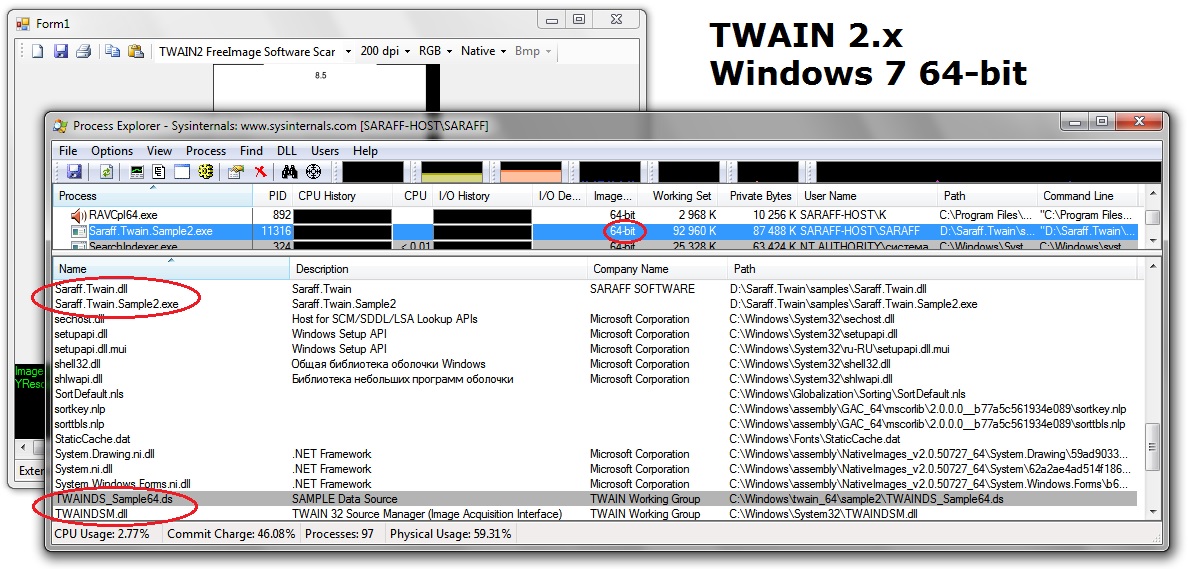 Form1
TWAIN 2.x
Windows 7 64-bit
TWAIN2 FreeImage Software Scar 200 dpi RGB Native Bmp
8.5
Process Explorer - Sysinternals: www.sysinternals.com [SARAFF-HOST\SARAFF]
File Options View Process Find DLL Users Help
Process PID CPU History CPU I/O History I/O De... Image... Working Set Private Bytes User Name Path Command Line
RAVCpl64.exe 892 64-bit 2 968 K 10 256 K SARAFF-HOST\K C:\Program Files\... "C:\Program Files...
Saraff.Twain.Sample2.exe 11316 64-bit 92 960 K 87 488 K SARAFF-HOST\SARAFF D:\Saraff.Twain\s... "D:\Saraff.Twain\...
SearchIndexer.exe 324 < 0.01 64-bit 25 328 K 63 424 K NT AUTHORITY\система C:\Windows\Syst... C:\Windows\syst...
Name Description Company Name Path
Saraff.Twain.dll Saraff.Twain SARAFF SOFTWARE D:\Saraff.Twain\samples\Saraff.Twain.dll
Saraff.Twain.Sample2.exe Saraff.Twain.Sample2 D:\Saraff.Twain\samples\Saraff.Twain.Sample2.exe
sechost.dll Host for SCM/SDDL/LSA Lookup APIs Microsoft Corporation C:\Windows\System32\sechost.dll
setupapi.dll Windows Setup API Microsoft Corporation C:\Windows\System32\setupapi.dll
setupapi.dll.mui Windows Setup API Microsoft Corporation C:\Windows\System32\ru-RU\setupapi.dll.mui
shell32.dll Общая библиотека оболочки Windows Microsoft Corporation C:\Windows\System32\shell32.dll
shlwapi.dll Библиотека небольших программ оболочки Microsoft Corporation C:\Windows\System32\shlwapi.dll
SortDefault.nls C:\Windows\Globalization\Sorting\SortDefault.nls
sortkey.nlp C:\Windows\assembly\GAC_64\mscorlib\2.0.0.0__b77a5c561934e089\sortkey.nlp
sorttbls.nlp C:\Windows\assembly\GAC_64\mscorlib\2.0.0.0__b77a5c561934e089\sorttbls.nlp
StaticCache.dat C:\Windows\Fonts\StaticCache.dat
System.Drawing.ni.dll .NET Framework Microsoft Corporation C:\Windows\assembly\NativeImages_v2.0.50727_64\System.Drawing\59ad9033...
System.ni.dll .NET Framework Microsoft Corporation C:\Windows\assembly\NativeImages_v2.0.50727_64\System\62a2ae4ad514f186...
System.Windows.Forms.ni.dll .NET Framework Microsoft Corporation C:\Windows\assembly\NativeImages_v2.0.50727_64\System.Windows.Forms\b6...
TWAINDS_Sample64.ds SAMPLE Data Source TWAIN Working Group C:\Windows\twain_64\sample2\TWAINDS_Sample64.ds
TWAINDSM.dll TWAIN 32 Source Manager (Image Acquisition Interface) TWAIN Working Group C:\Windows\System32\TWAINDSM.dll
CPU Usage: 2.77% Commit Charge: 46.08% Processes: 97 Physical Usage: 59.31%
Image
YReso
Exter